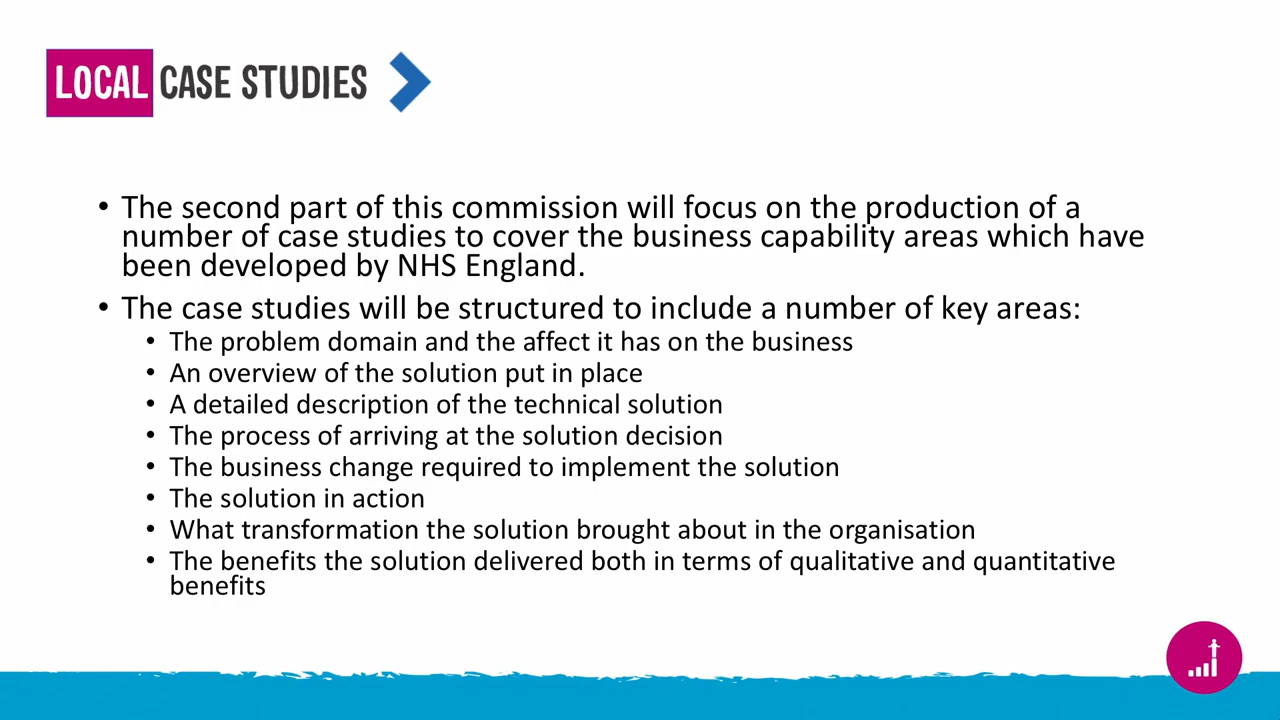 LOCAL CASE STUDIES
• The second part of this commission will focus on the production of a
number of case studies to cover the business capability areas which have
been developed by NHS England.
• The case studies will be structured to include a number of key areas:
• The problem domain and the affect it has on the business
• An overview of the solution put in place
• A detailed description of the technical solution
• The process of arriving at the solution decision
• The business change required to implement the solution
• The solution in action
• What transformation the solution brought about in the organisation
• The benefits the solution delivered both in terms of qualitative and quantitative
benefits